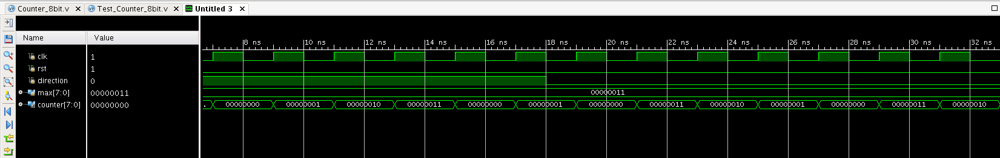 Counter_8bit.v Test_Counter_8bit.v Untitled 3
Name Value 8 ns 10 ns 12 ns 14 ns 16 ns 18 ns 20 ns 22 ns 24 ns 26 ns 28 ns 30 ns 32 ns
clk 1
rst 1
direction 0
max[7:0] 00000011 00000011
counter[7:0] 00000000 . 00000000 00000001 00000010 00000011 00000000 00000001 00000000 00000011 00000010 00000001 00000000 00000011 00000010